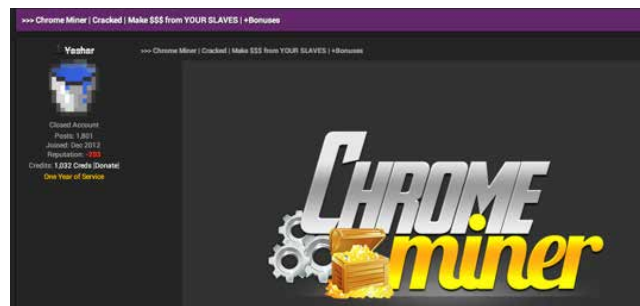 >>> Chrome Miner | Cracked | Make $$$ from YOUR SLAVES | +Bonuses
Yashar
>>> Chrome Miner | Cracked | Make $$$ from YOUR SLAVES | +Bonuses
Closed Account
Posts: 1,801
Joined: Dec 2012
Reputation:
Credits: 1,032 Creds [Donate]
One Year of Service
CHROME
miner